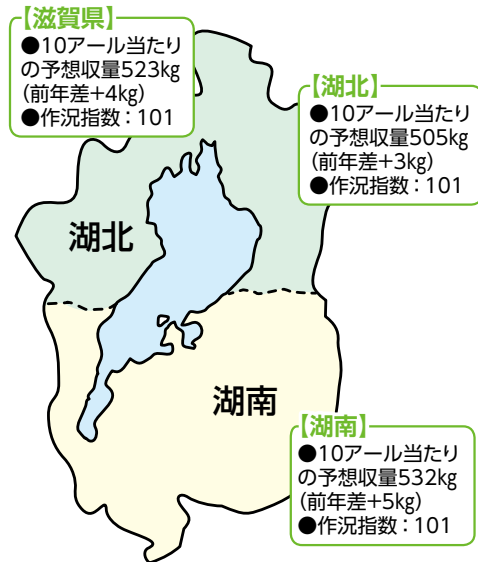 【滋賀県】
●10アール当たり
の予想収量523kg
(前年差+4kg)
●作況指数：101
【湖北】
●10アール当たり
の予想収量505kg
(前年差+3kg)
●作況指数：101
湖北
湖南
【湖南】
●10アール当たり
の予想収量532kg
(前年差+5kg)
●作況指数：101